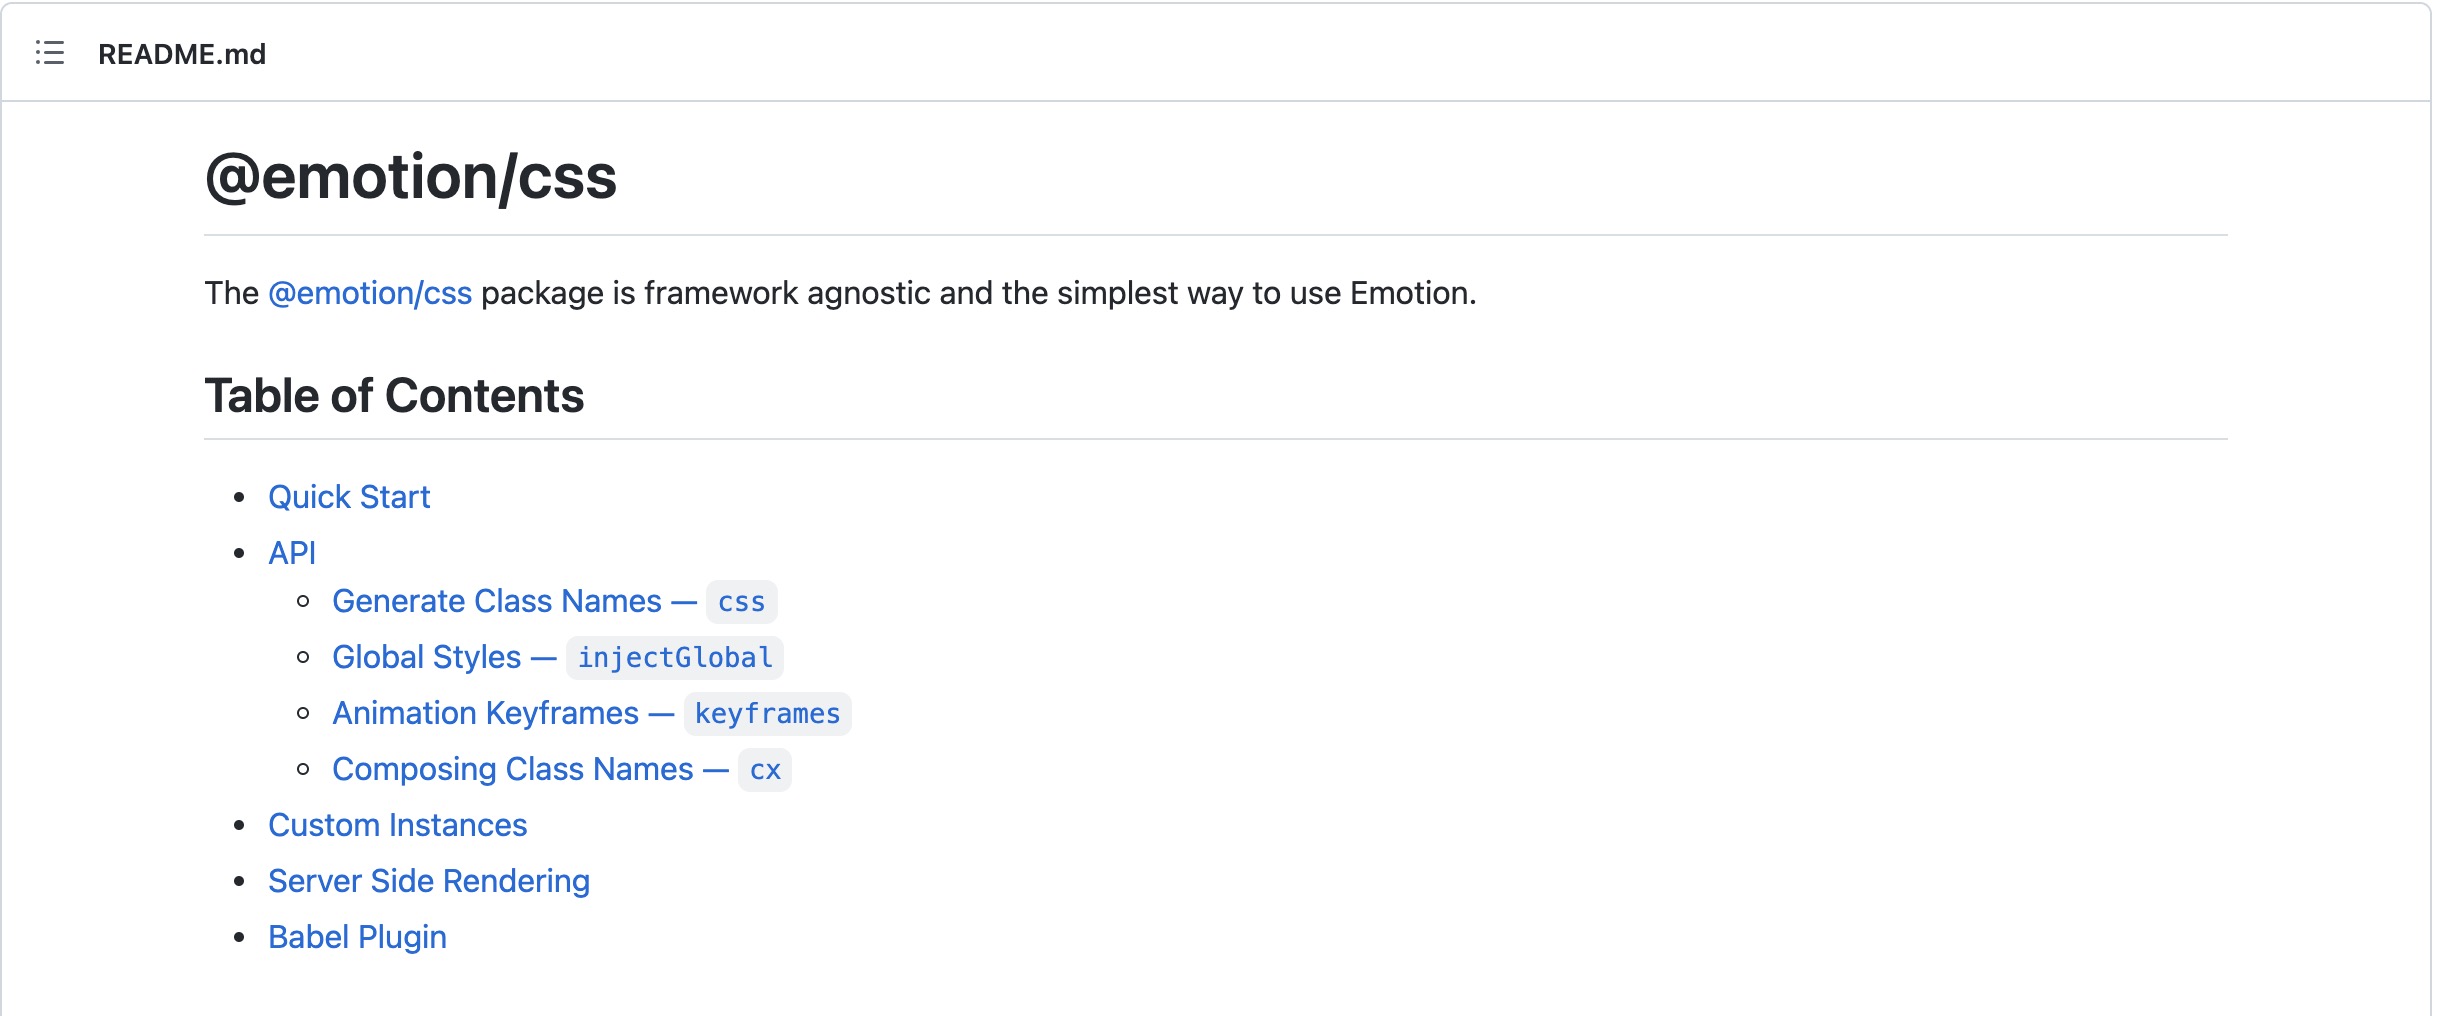 README.md
@emotion/css
The @emotion/css package is framework agnostic and the simplest way to use Emotion.
Table of Contents
Quick Start
API
Generate Class Names — css
Global Styles — injectGlobal
Animation Keyframes — keyframes
Composing Class Names — cx
Custom Instances
Server Side Rendering
Babel Plugin